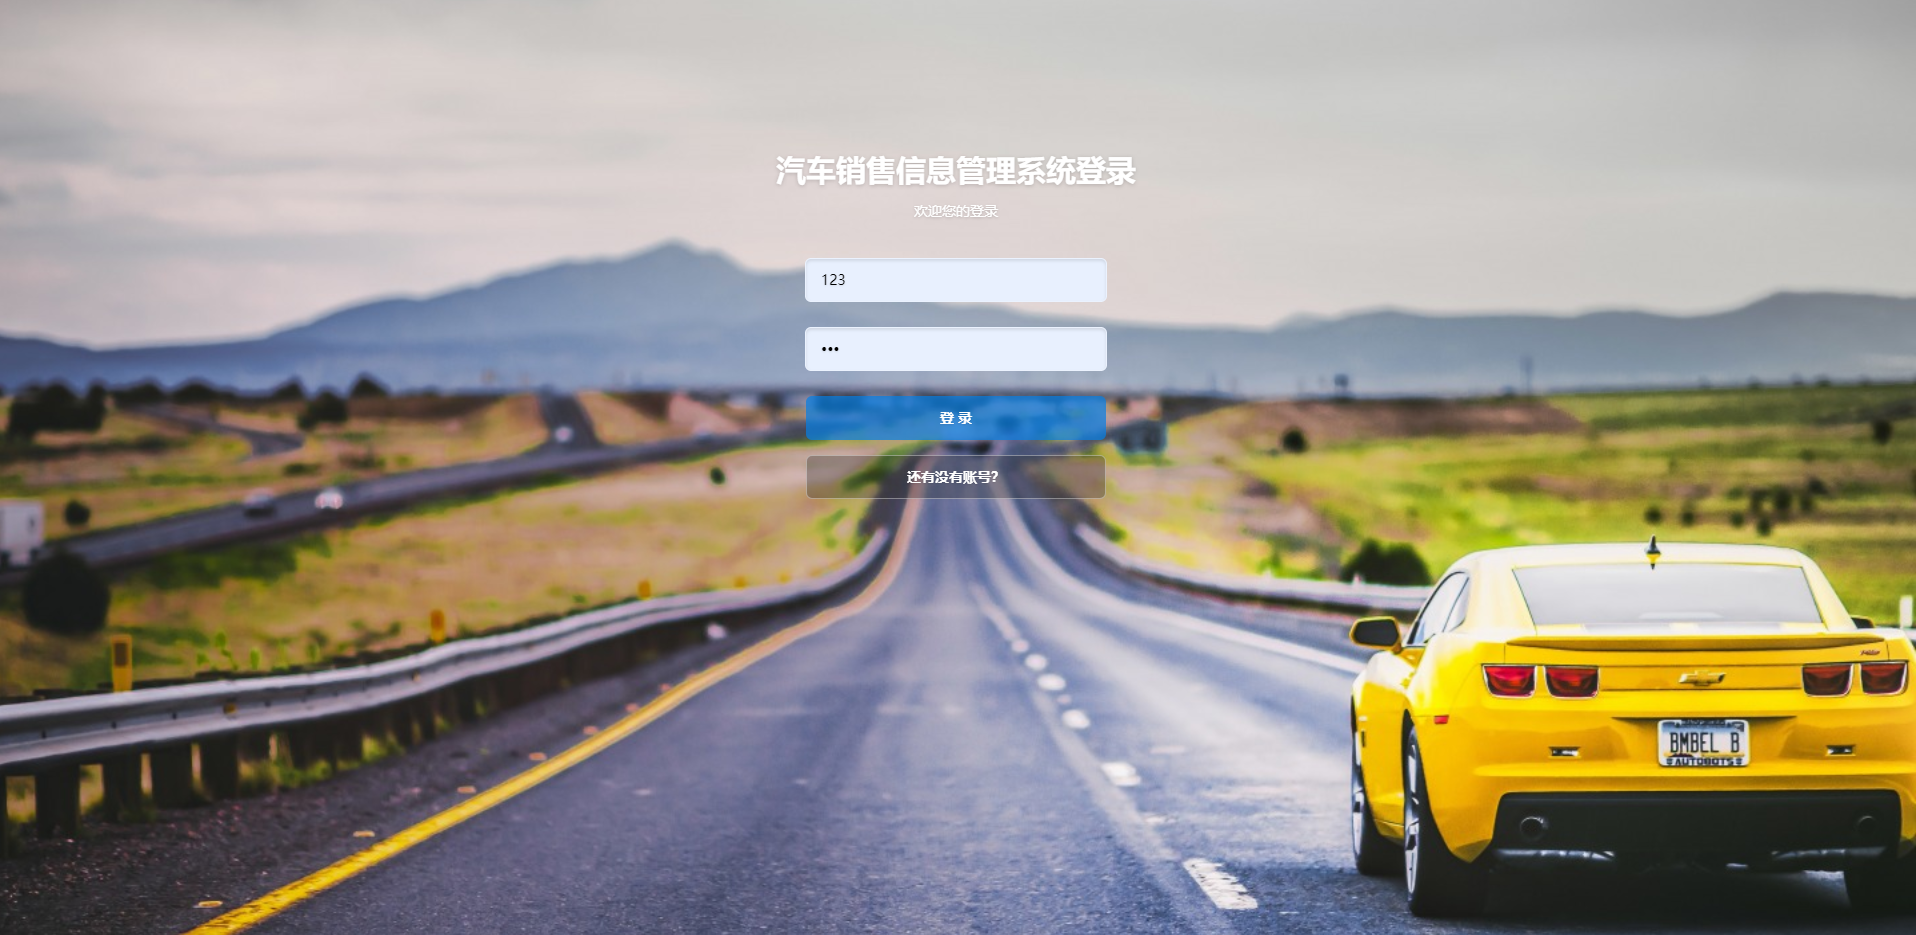 汽车销售信息管理系统登录
欢迎您的登录
123
•••
登 录
还有没有账号?
BMBEL B
AUTOBOTS